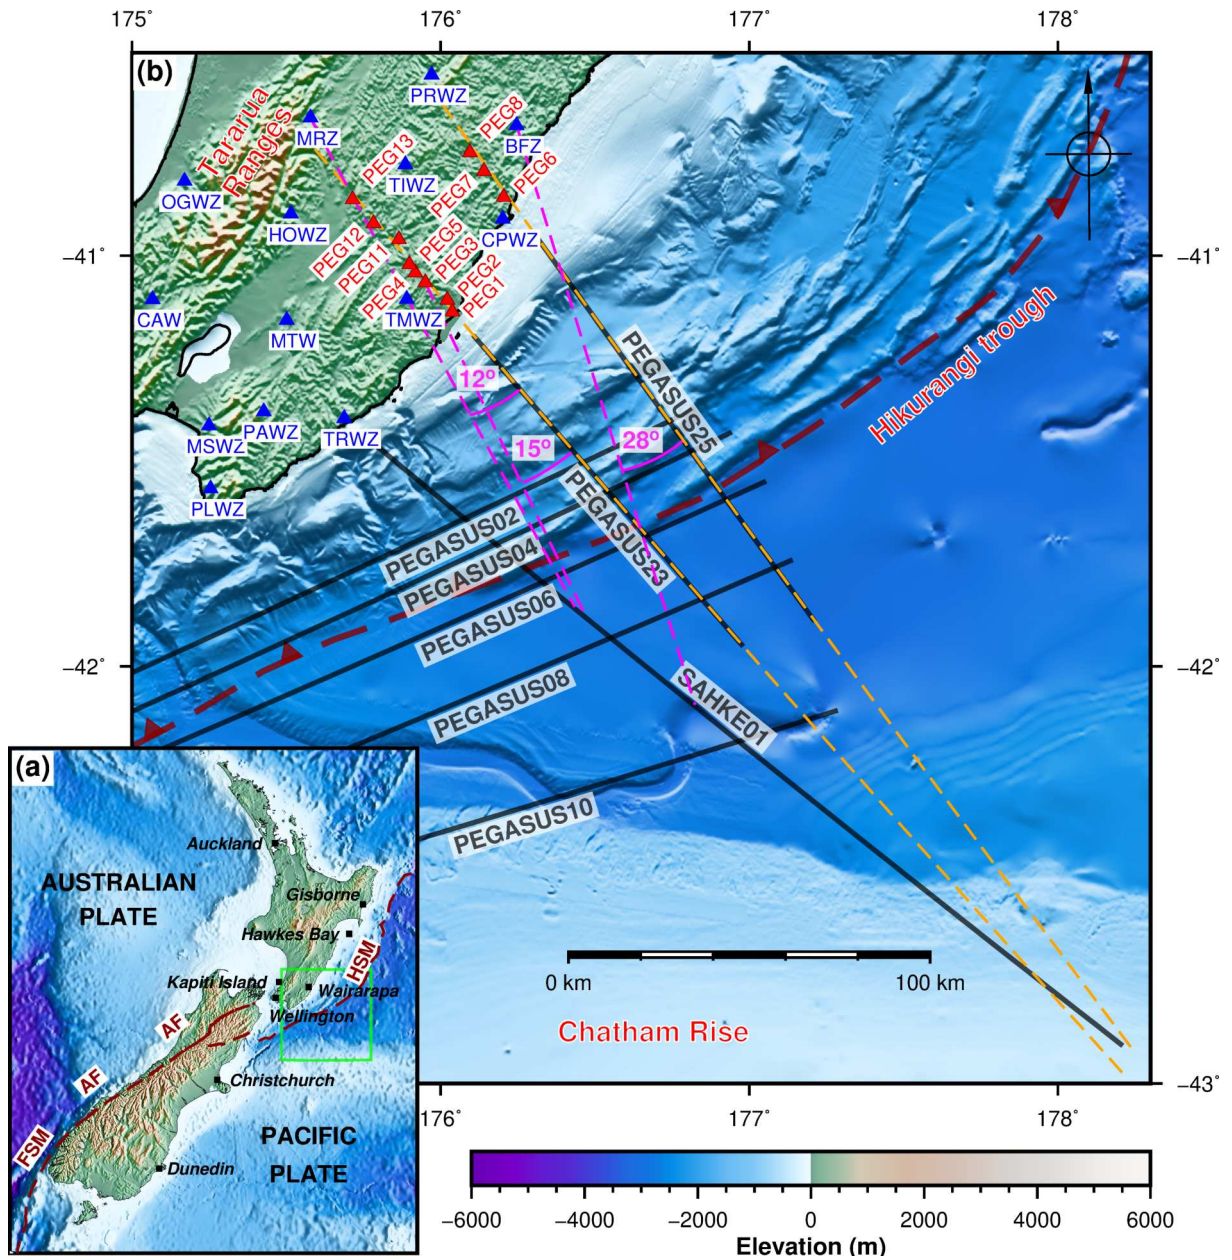 175°
176°
177°
178°
(b)
PRWZ
PEG8
BFZ
Tararua
Ranges
MRZ
PEG13
TIWZ
PEG7
PEG6
OGWZ
HOWZ
CPWZ
−41°
−41°
PEG12
PEG11
PEG5
PEG3
PEG2
PEG4
PEG1
CAW
MTW
TMWZ
PEGASUS25
Hikurangi trough
12°
15°
28°
MSWZ
PAWZ
TRWZ
PLWZ
PEGASUS02
PEGASUS23
PEGASUS04
PEGASUS06
−42°
−42°
PEGASUS08
SAHKE01
PEGASUS10
(a)
Auckland
AUSTRALIAN
PLATE
Gisborne
Hawkes Bay
HSM
Kapiti Island
Wairarapa
Wellington
AF
AF
Christchurch
FSM
PACIFIC
PLATE
Dunedin
0 km
100 km
Chatham Rise
−43°
176°
177°
178°
−6000
−4000
−2000
0
2000
4000
6000
Elevation (m)